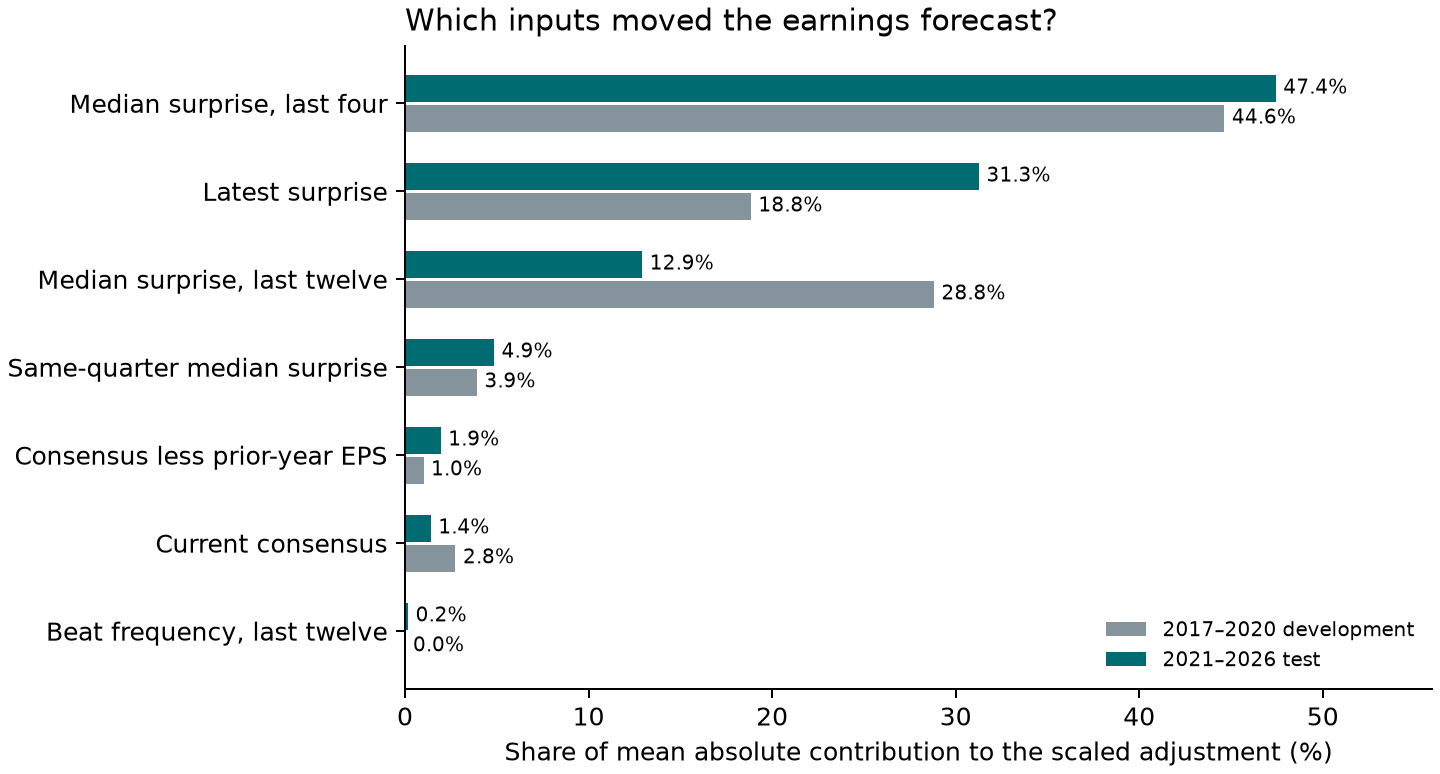 Which inputs moved the earnings forecast?
Median surprise, last four
47.4%
44.6%
Latest surprise
31.3%
18.8%
Median surprise, last twelve
12.9%
28.8%
Same-quarter median surprise
4.9%
3.9%
Consensus less prior-year EPS
1.9%
1.0%
Current consensus
1.4%
2.8%
Beat frequency, last twelve
0.2%
0.0%
2017–2020 development
2021–2026 test
0 10 20 30 40 50
Share of mean absolute contribution to the scaled adjustment (%)